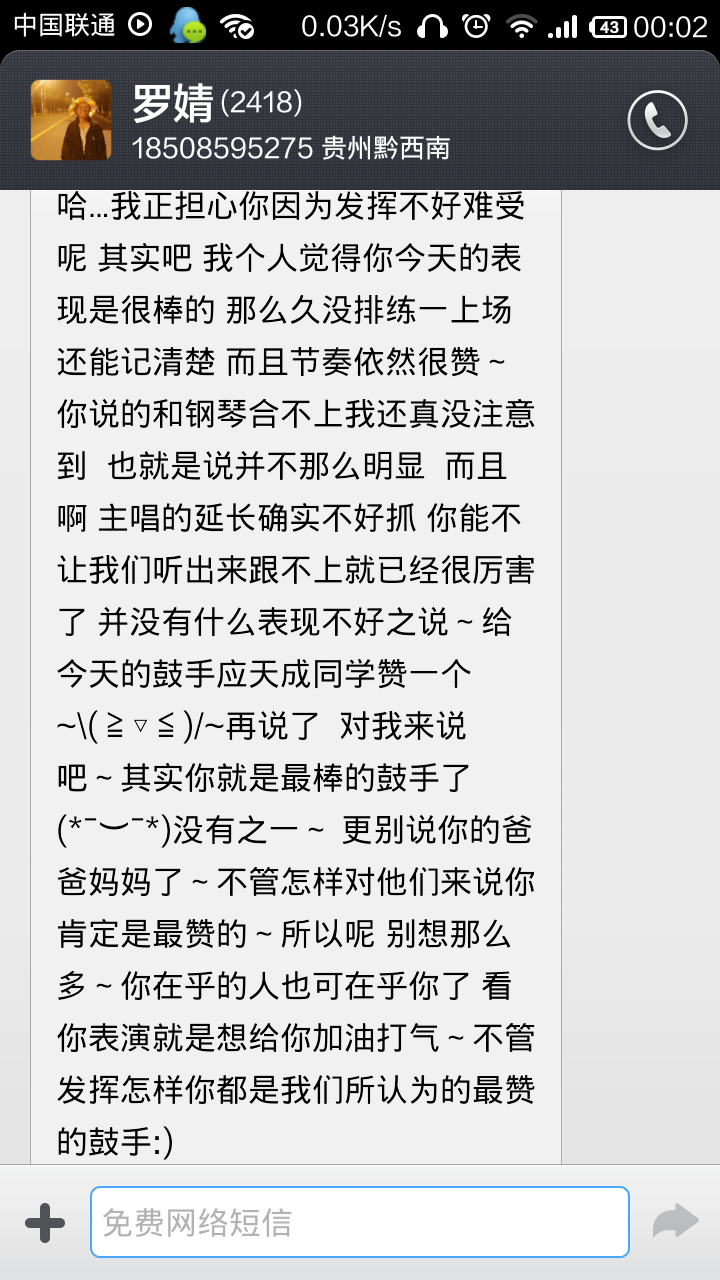 中国联通 0.03K/s 43 00:02
罗婧(2418)
18508595275 贵州黔西南
哈...我正担心你因为发挥不好难受
呢 其实吧 我个人觉得你今天的表
现是很棒的 那么久没排练一上场
还能记清楚 而且节奏依然很赞～
你说的和钢琴合不上我还真没注意
到 也就是说并不那么明显 而且
啊 主唱的延长确实不好抓 你能不
让我们听出来跟不上就已经很厉害
了 并没有什么表现不好之说～给
今天的鼓手应天成同学赞一个
~\(≧▽≦)/~再说了 对我来说
吧～其实你就是最棒的鼓手了
(*¯︶¯*)没有之一～ 更别说你的爸
爸妈妈了～不管怎样对他们来说你
肯定是最赞的～所以呢 别想那么
多～你在乎的人也可在乎你了 看
你表演就是想给你加油打气～不管
发挥怎样你都是我们所认为的最赞
的鼓手:)
免费网络短信